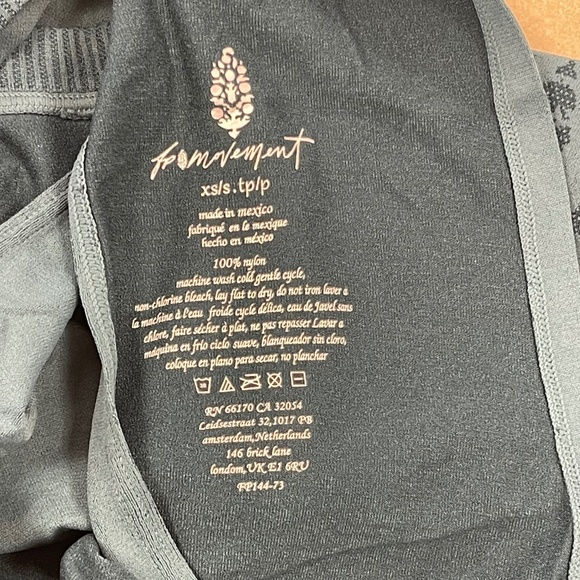 fp movement
xs/s.tp/p
made in mexico
fabriqué en le mexique
hecho en méxico
100% nylon
machine wash cold gentle cycle,
non-chlorine bleach, lay flat to dry, do not iron laver a
la machine à l'eau froide cycle délica, eau de Javel sans
chlore, faire sécher à plat, ne pas repasser Lavar a
máquina en frío ciclo suave, blanqueador sin cloro,
coloque en plano para secar, no planchar
RN 66170 CA 32054
Leidsestraat 32,1017 PB
amsterdam,Netherlands
146 brick lane
londom,UK E1 6RU
FP144-73